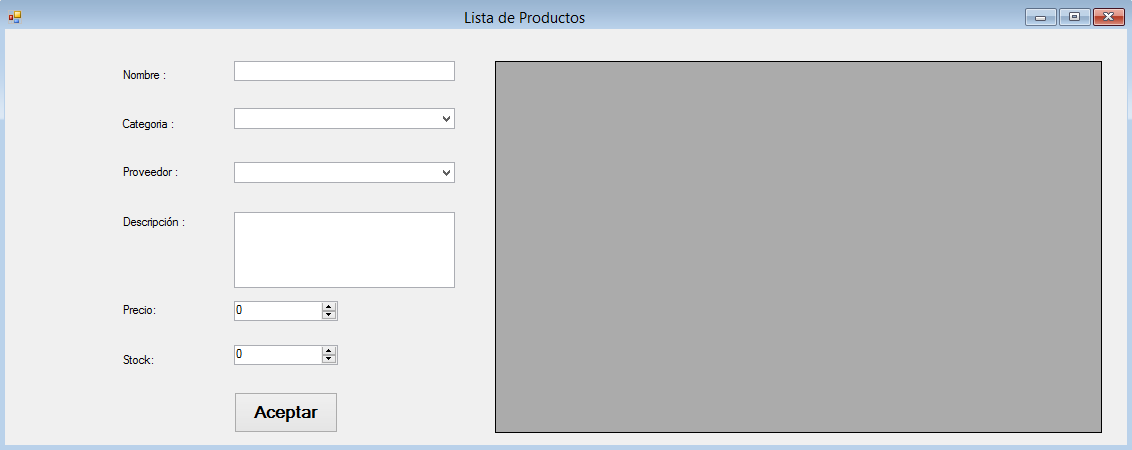 Lista de Productos
Nombre :
Categoria :
Proveedor :
Descripción :
Precio:
0
Stock:
0
Aceptar